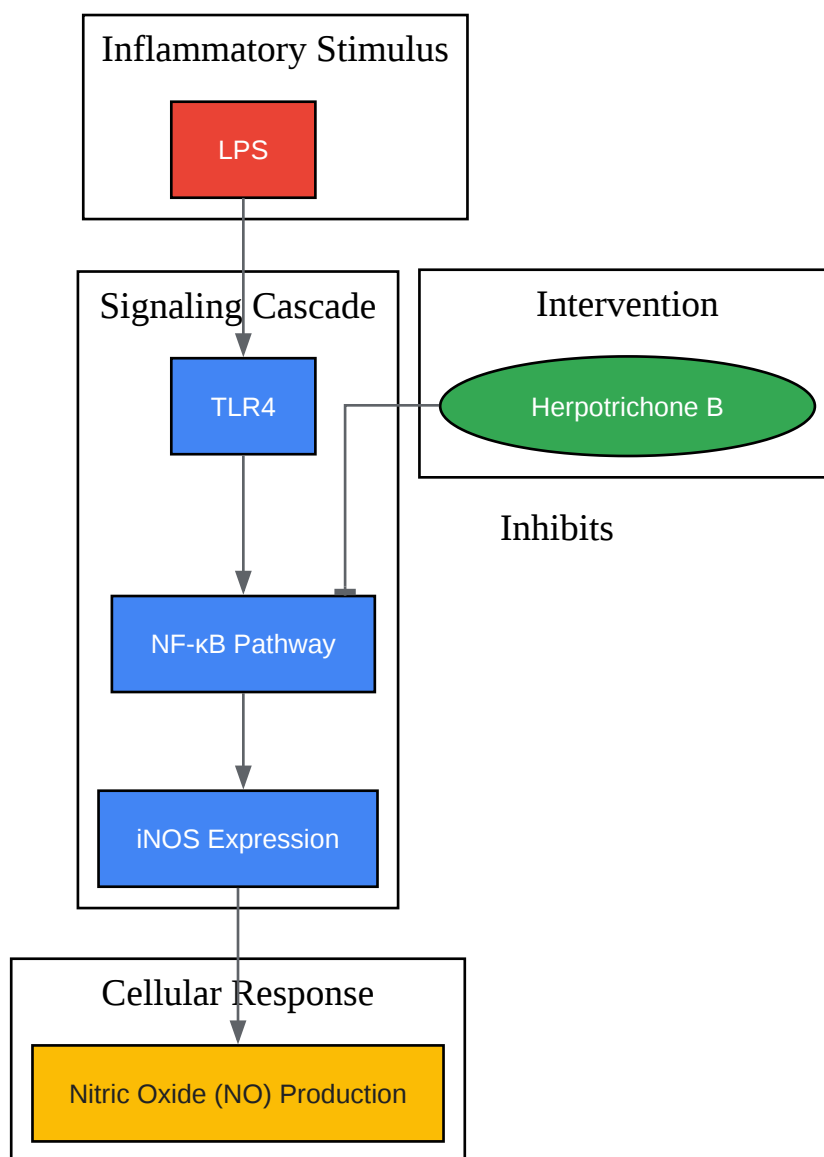 Inflammatory Stimulus
LPS
Signaling Cascade
Intervention
TLR4
Herpotrichone B
Inhibits
NF-κB Pathway
iNOS Expression
Cellular Response
Nitric Oxide (NO) Production